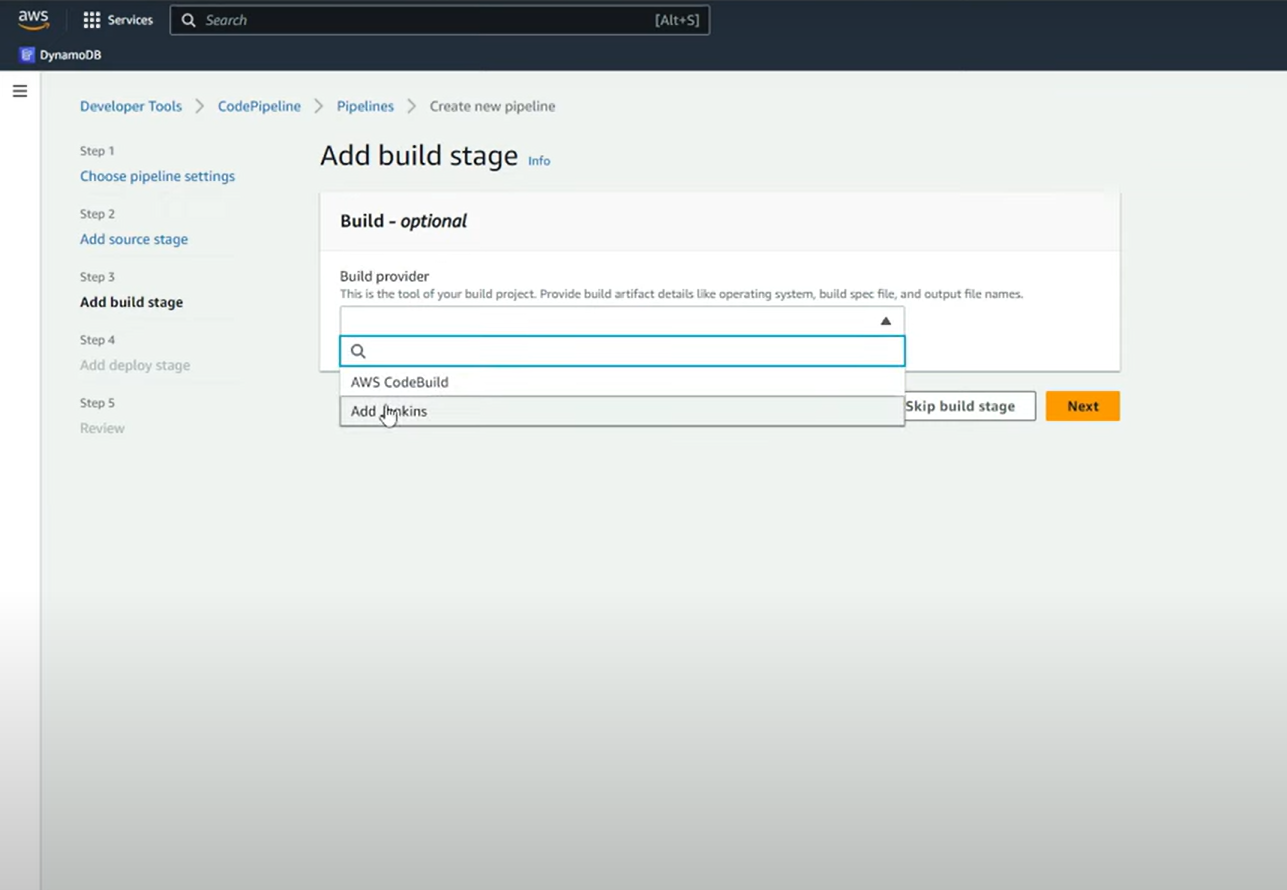 aws
Services
Search
[Alt+S]
DynamoDB
Developer Tools
CodePipeline
Pipelines
Create new pipeline
Step 1
Choose pipeline settings
Step 2
Add source stage
Step 3
Add build stage
Step 4
Add deploy stage
Step 5
Review
Add build stage Info
Build - optional
Build provider
This is the tool of your build project. Provide build artifact details like operating system, build spec file, and output file names.
AWS CodeBuild
Add Jenkins
Skip build stage
Next